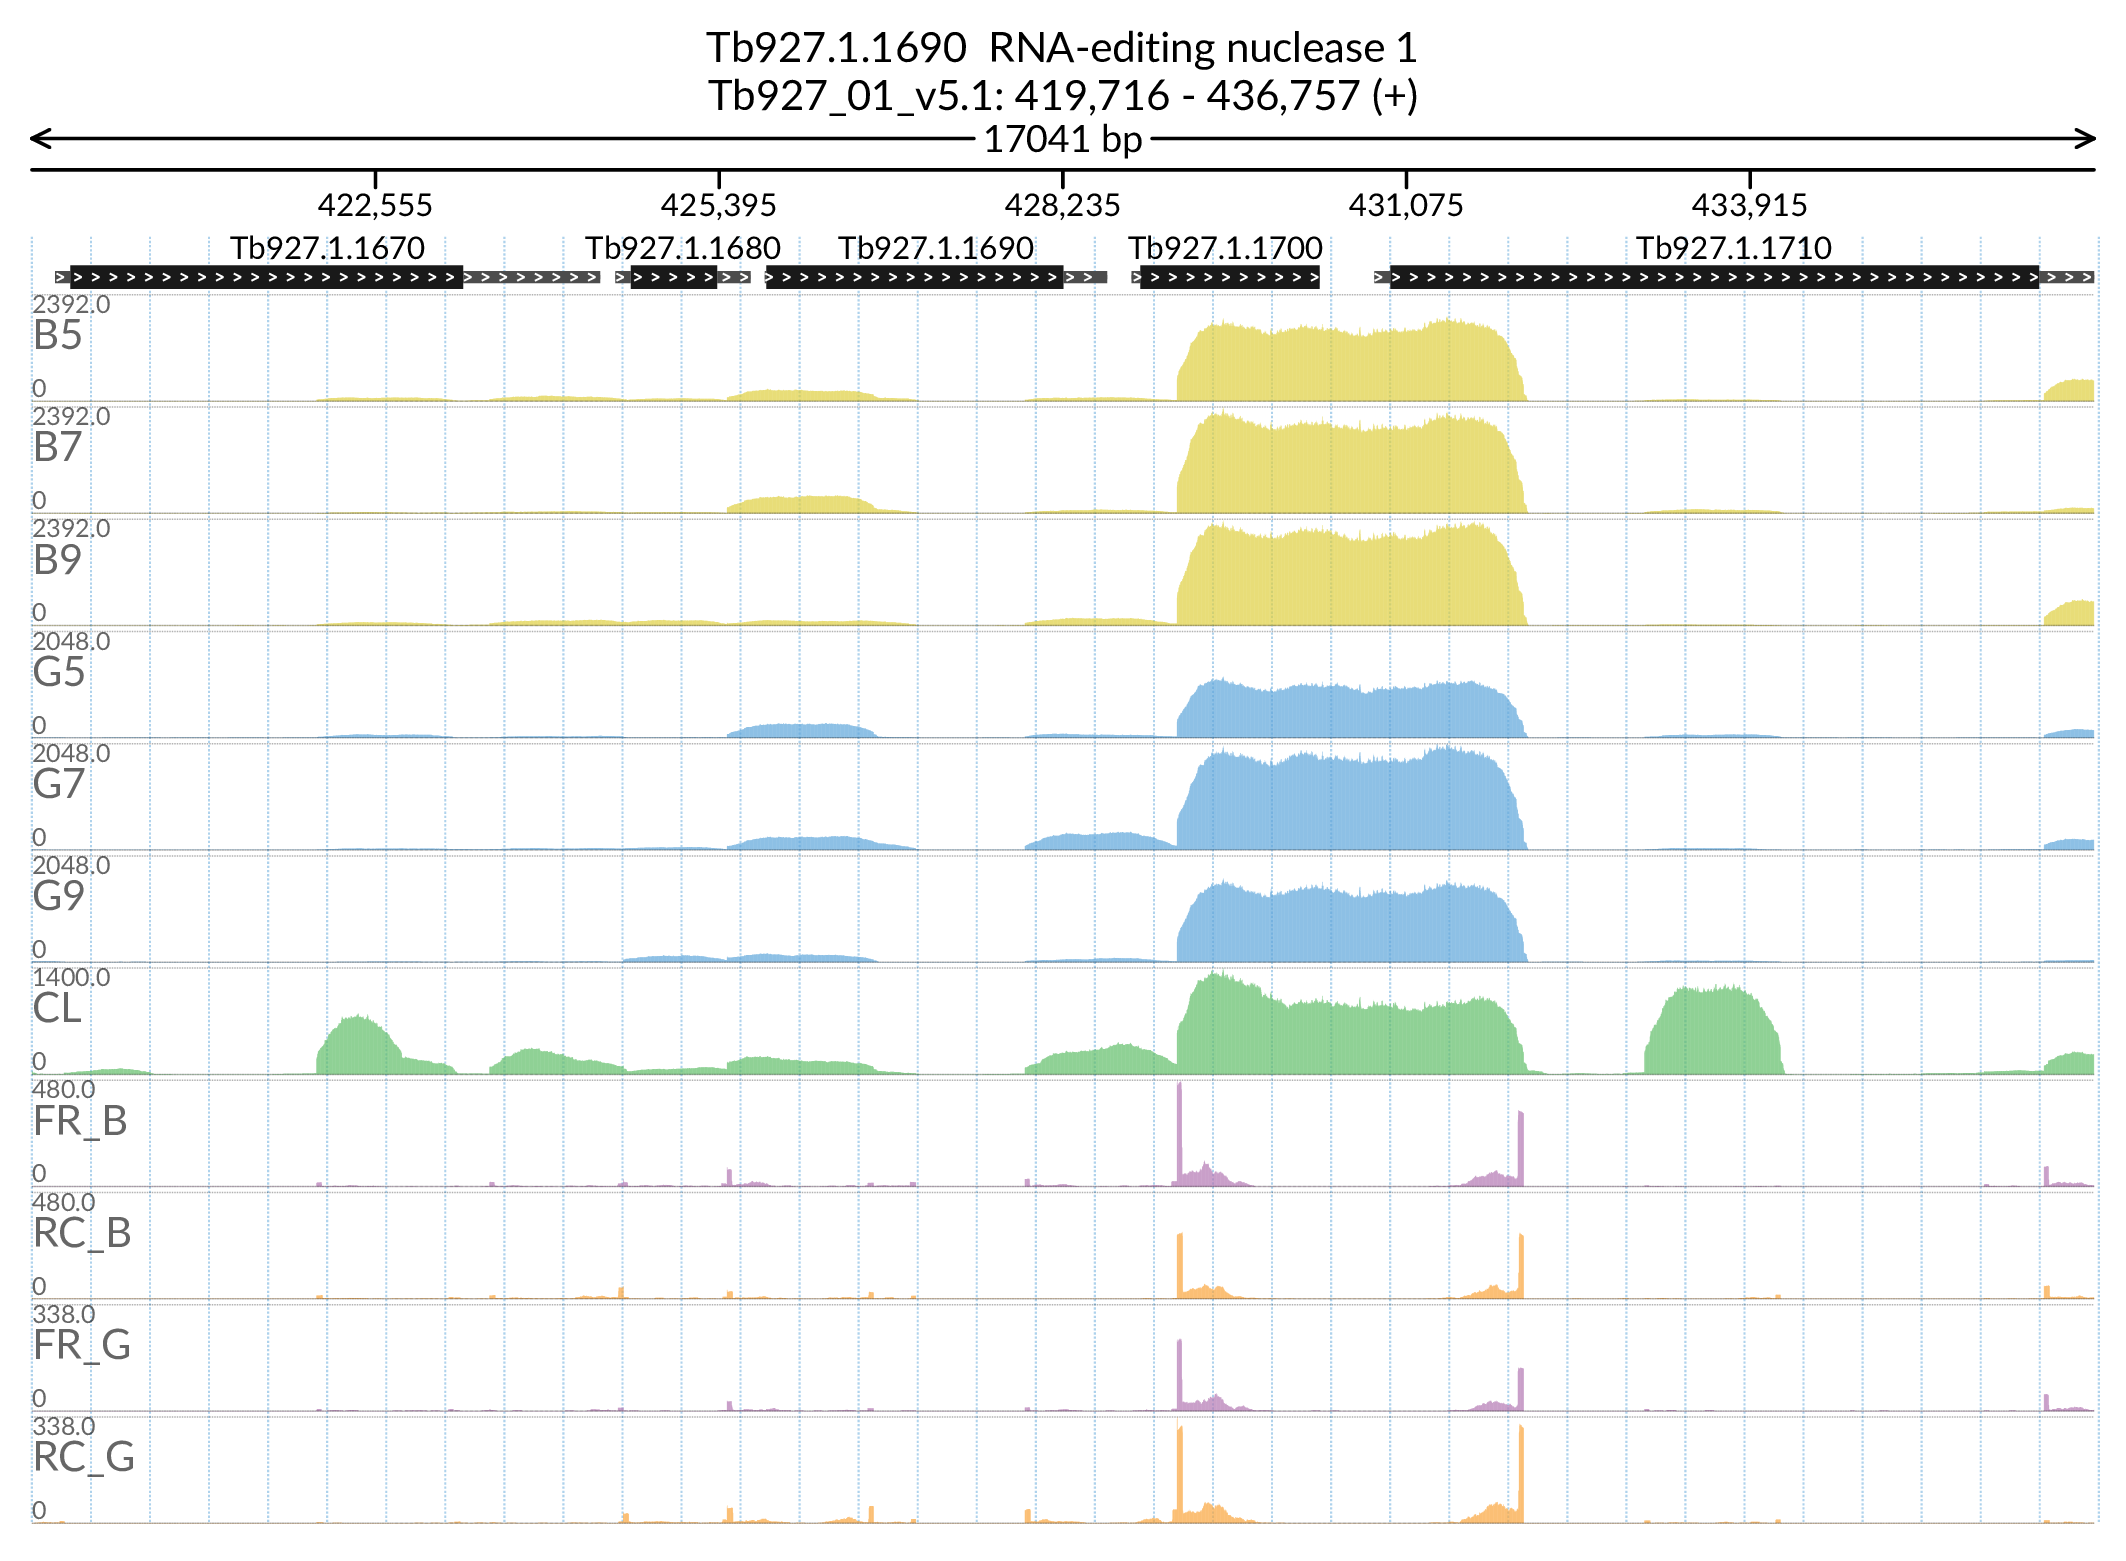 Tb927.1.1690  RNA-editing nuclease 1
Tb927_01_v5.1: 419,716 - 436,757 (+)
17041 bp
422,555 425,395 428,235 431,075 433,915
Tb927.1.1670 Tb927.1.1680 Tb927.1.1690 Tb927.1.1700 Tb927.1.1710
2392.0
B5
0
2392.0
B7
0
2392.0
B9
0
2048.0
G5
0
2048.0
G7
0
2048.0
G9
0
1400.0
CL
0
480.0
FR_B
0
480.0
RC_B
0
338.0
FR_G
0
338.0
RC_G
0